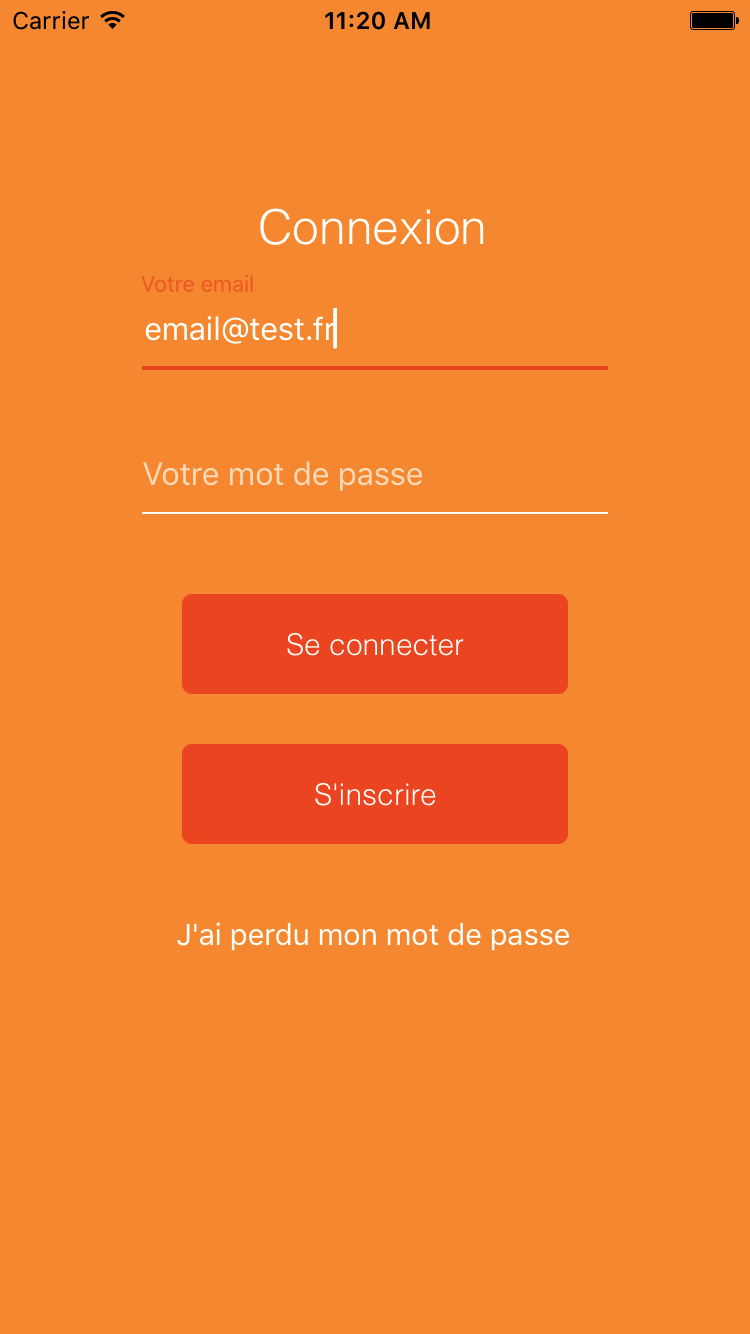 Carrier 11:20 AM
Connexion
Votre email
email@test.fr
Votre mot de passe
Se connecter
S'inscrire
J'ai perdu mon mot de passe